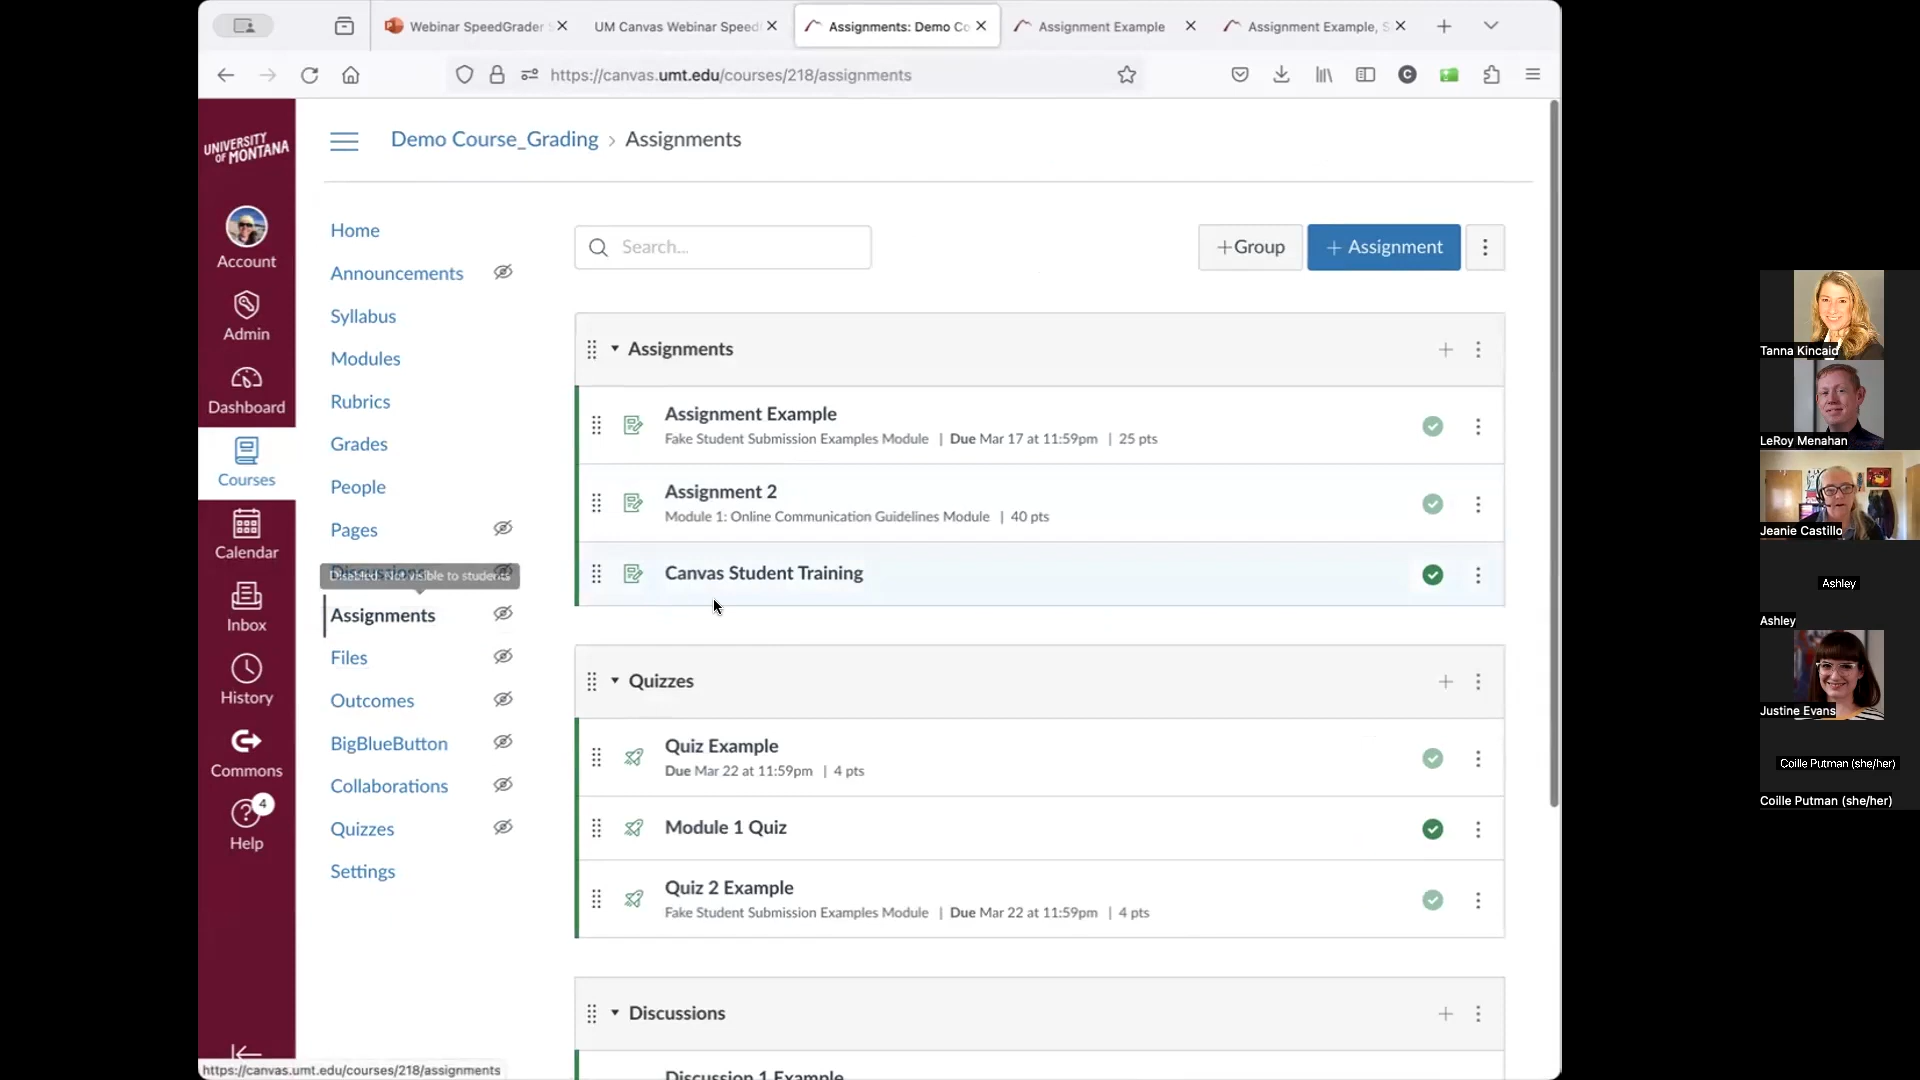 Webinar SpeedGrader
UM Canvas Webinar Speed
Assignments: Demo Co
Assignment Example
Assignment Example, S
https://canvas.umt.edu/courses/218/assignments
UNIVERSITY
OF MONTANA
Account
Admin
Dashboard
Courses
Calendar
Inbox
History
Commons
4
Help
Demo Course_Grading > Assignments
Home
Announcements
Syllabus
Modules
Rubrics
Grades
People
Pages
Discussions
Disabled. Not visible to students
Assignments
Files
Outcomes
BigBlueButton
Collaborations
Quizzes
Settings
Search...
+Group
+ Assignment
Assignments
Assignment Example
Fake Student Submission Examples Module | Due Mar 17 at 11:59pm | 25 pts
Assignment 2
Module 1: Online Communication Guidelines Module | 40 pts
Canvas Student Training
Quizzes
Quiz Example
Due Mar 22 at 11:59pm | 4 pts
Module 1 Quiz
Quiz 2 Example
Fake Student Submission Examples Module | Due Mar 22 at 11:59pm | 4 pts
Discussions
Discussion 1 Example
https://canvas.umt.edu/courses/218/assignments
Tanna Kincaid
LeRoy Menahan
Jeanie Castillo
Ashley
Ashley
Justine Evans
Coille Putman (she/her)
Coille Putman (she/her)